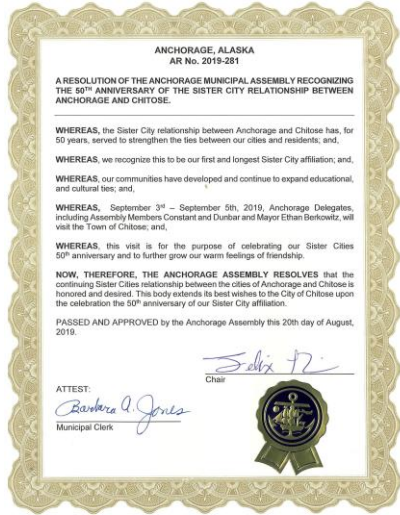 ANCHORAGE, ALASKA
AR No. 2019-281
A RESOLUTION OF THE ANCHORAGE MUNICIPAL ASSEMBLY RECOGNIZING
THE 50TH ANNIVERSARY OF THE SISTER CITY RELATIONSHIP BETWEEN
ANCHORAGE AND CHITOSE.
WHEREAS, the Sister City relationship between Anchorage and Chitose has, for
50 years, served to strengthen the ties between our cities and residents; and,
WHEREAS, we recognize this to be our first and longest Sister City affiliation; and,
WHEREAS, our communities have developed and continue to expand educational,
and cultural ties; and,
WHEREAS, September 3rd – September 5th, 2019, Anchorage Delegates,
including Assembly Members Constant and Dunbar and Mayor Ethan Berkowitz, will
visit the Town of Chitose; and,
WHEREAS, this visit is for the purpose of celebrating our Sister Cities
50th anniversary and to further grow our warm feelings of friendship.
NOW, THEREFORE, THE ANCHORAGE ASSEMBLY RESOLVES that the
continuing Sister Cities relationship between the cities of Anchorage and Chitose is
honored and desired. This body extends its best wishes to the City of Chitose upon
the celebration the 50th anniversary of our Sister City affiliation.
PASSED AND APPROVED by the Anchorage Assembly this 20th day of August,
2019.
Felix
Chair
ATTEST:
Barbara A. Jones
Municipal Clerk